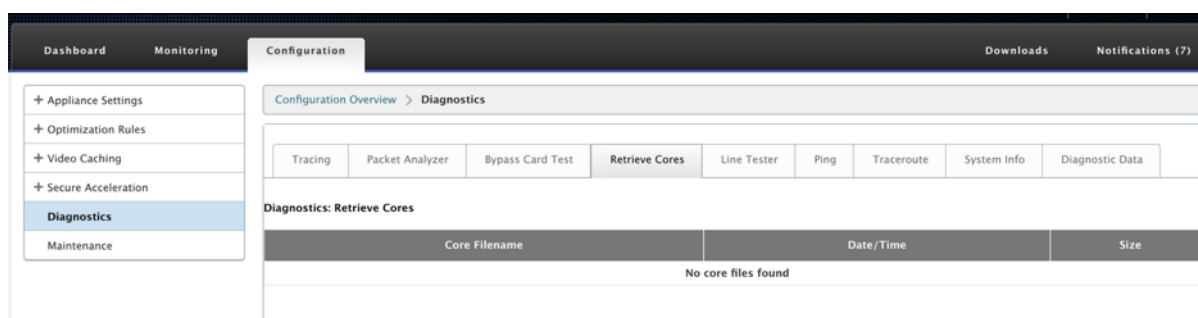 Dashboard Monitoring Configuration Downloads Notifications (7)
+ Appliance Settings
+ Optimization Rules
+ Video Caching
+ Secure Acceleration
Diagnostics
Maintenance
Configuration Overview > Diagnostics
Tracing Packet Analyzer Bypass Card Test Retrieve Cores Line Tester Ping Traceroute System Info Diagnostic Data
Diagnostics: Retrieve Cores
Core Filename Date/Time Size
No core files found